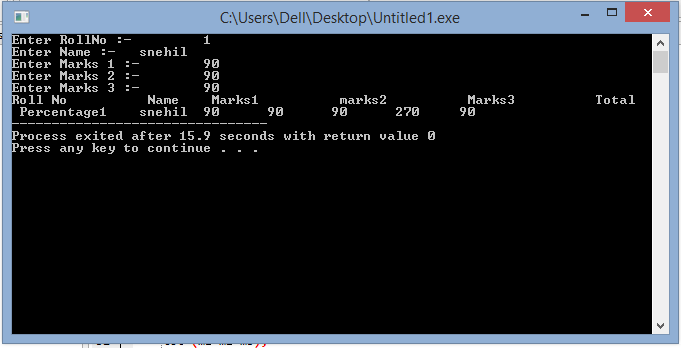 C:\Users\Dell\Desktop\Untitled1.exe
Enter RollNo :- 1
Enter Name :- snehil
Enter Marks 1 :- 90
Enter Marks 2 :- 90
Enter Marks 3 :- 90
Roll No Name Marks1 marks2 Marks3 Total
Percentage1 snehil 90 90 90 270 90
--------------------------------
Process exited after 15.9 seconds with return value 0
Press any key to continue . . .